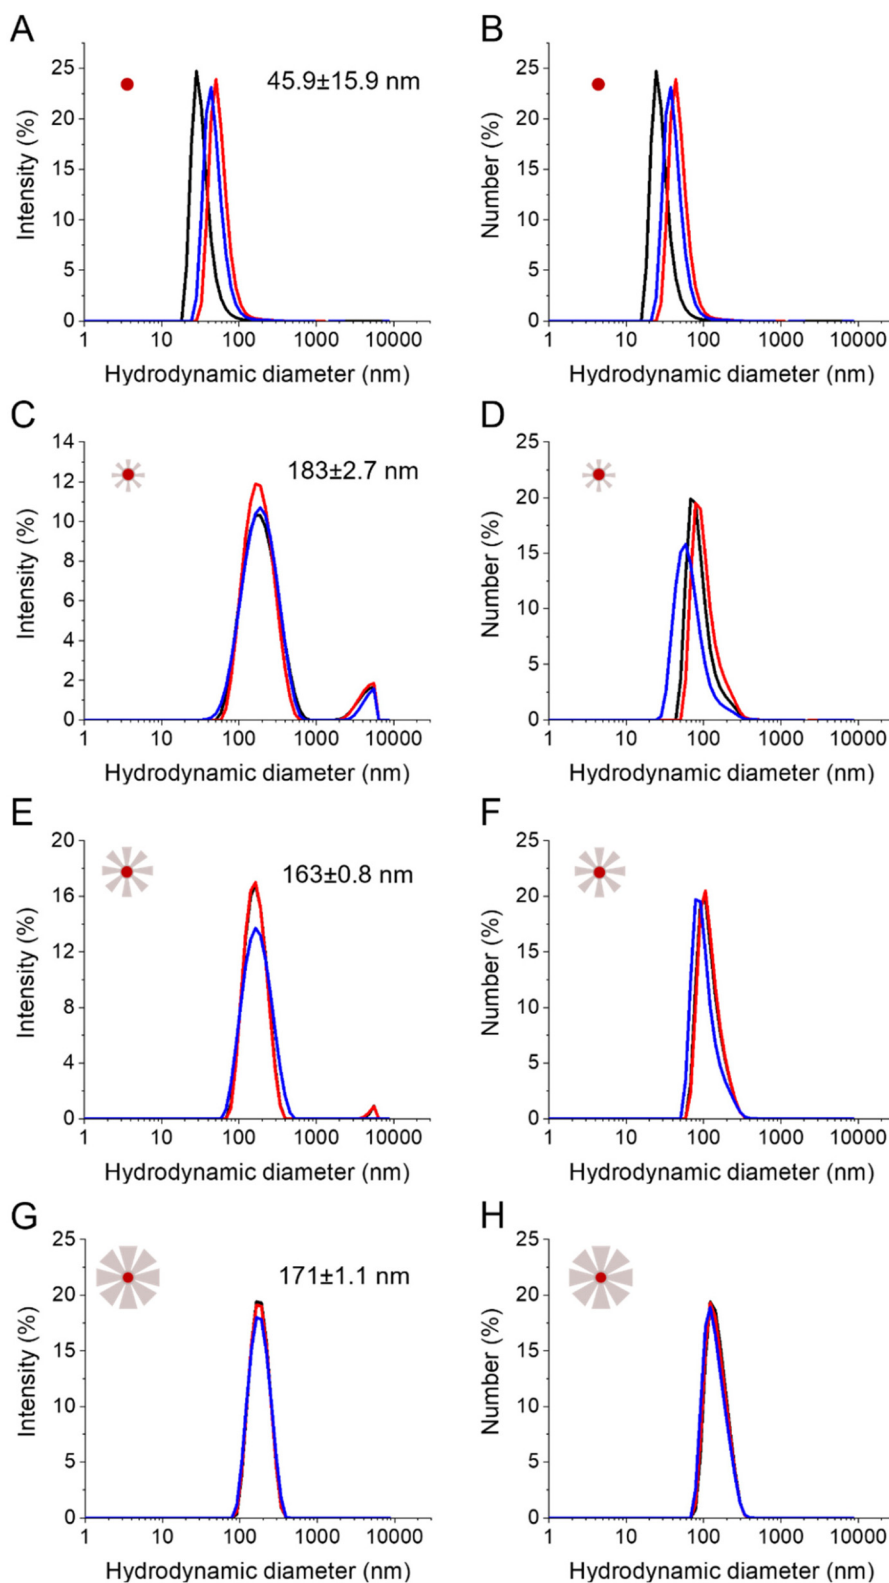 A
25
20
15
10
5
0
Intensity (%)
45.9±15.9 nm
1 10 100 1000 10000
Hydrodynamic diameter (nm)
B
25
20
15
10
5
0
Number (%)
1 10 100 1000 10000
Hydrodynamic diameter (nm)
C
14
12
10
8
6
4
2
0
Intensity (%)
183±2.7 nm
1 10 100 1000 10000
Hydrodynamic diameter (nm)
D
25
20
15
10
5
0
Number (%)
1 10 100 1000 10000
Hydrodynamic diameter (nm)
E
20
16
12
8
4
0
Intensity (%)
163±0.8 nm
1 10 100 1000 10000
Hydrodynamic diameter (nm)
F
25
20
15
10
5
0
Number (%)
1 10 100 1000 10000
Hydrodynamic diameter (nm)
G
25
20
15
10
5
0
Intensity (%)
171±1.1 nm
1 10 100 1000 10000
Hydrodynamic diameter (nm)
H
25
20
15
10
5
0
Number (%)
1 10 100 1000 10000
Hydrodynamic diameter (nm)